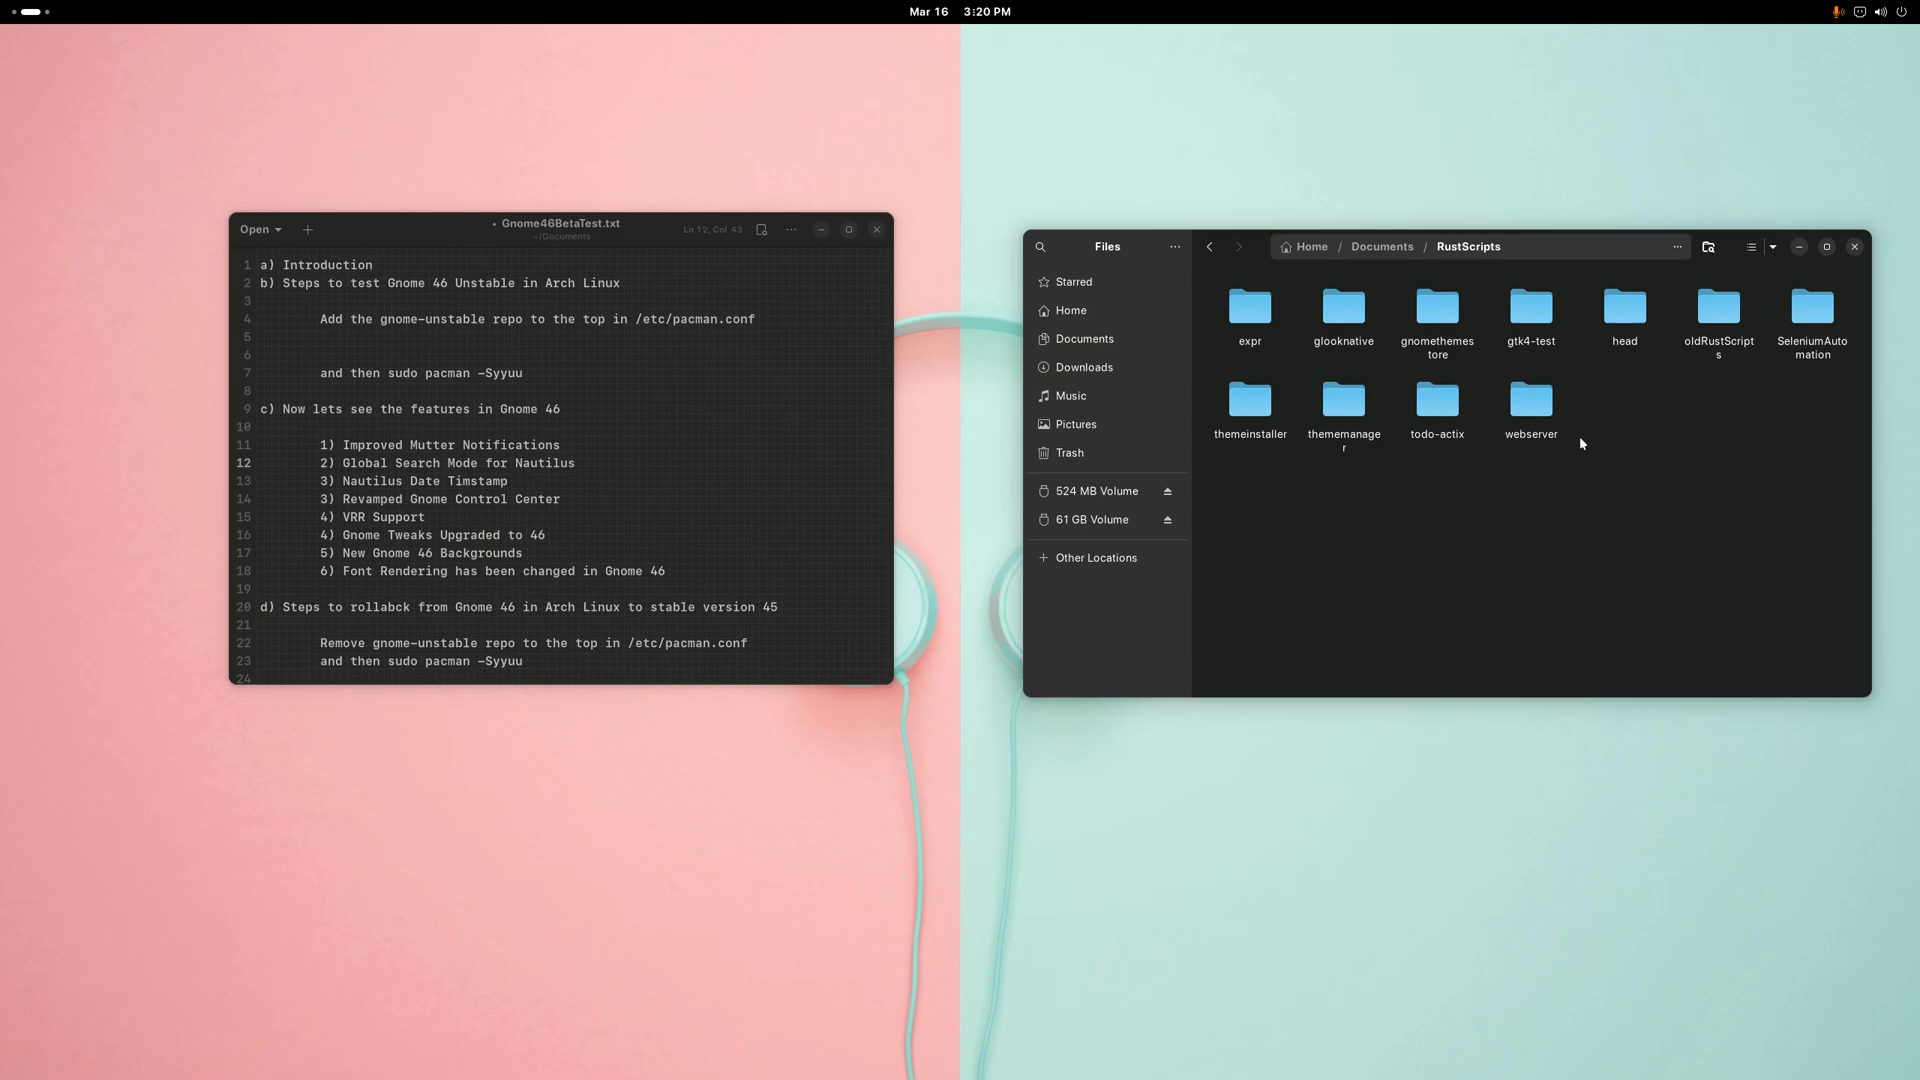 Mar 16 3:20 PM
Open
• Gnome46BetaTest.txt
~/Documents
Ln 12, Col 43
1 a) Introduction
2 b) Steps to test Gnome 46 Unstable in Arch Linux
3
4 Add the gnome-unstable repo to the top in /etc/pacman.conf
5
6
7 and then sudo pacman -Syyuu
8
9 c) Now lets see the features in Gnome 46
10
11 1) Improved Mutter Notifications
12 2) Global Search Mode for Nautilus
13 3) Nautilus Date Timstamp
14 3) Revamped Gnome Control Center
15 4) VRR Support
16 4) Gnome Tweaks Upgraded to 46
17 5) New Gnome 46 Backgrounds
18 6) Font Rendering has been changed in Gnome 46
19
20 d) Steps to rollabck from Gnome 46 in Arch Linux to stable version 45
21
22 Remove gnome-unstable repo to the top in /etc/pacman.conf
23 and then sudo pacman -Syyuu
24
Files
Home / Documents / RustScripts
Starred
Home
Documents
Downloads
Music
Pictures
Trash
524 MB Volume
61 GB Volume
+ Other Locations
expr
glooknative
gnomethemes
tore
gtk4-test
head
oldRustScript
s
SeleniumAuto
mation
themeinstaller
thememanage
r
todo-actix
webserver